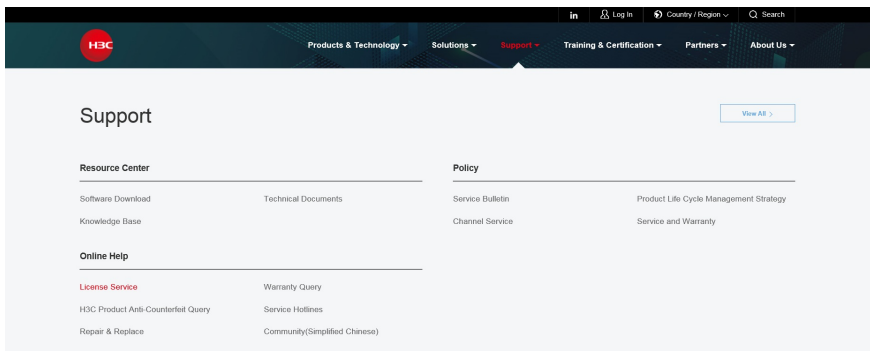 in Log In Country / Region Search
H3C Products & Technology Solutions Support Training & Certification Partners About Us
Support
View All >
Resource Center
Software Download Technical Documents
Knowledge Base
Policy
Service Bulletin Product Life Cycle Management Strategy
Channel Service Service and Warranty
Online Help
License Service Warranty Query
H3C Product Anti-Counterfeit Query Service Hotlines
Repair & Replace Community(Simplified Chinese)